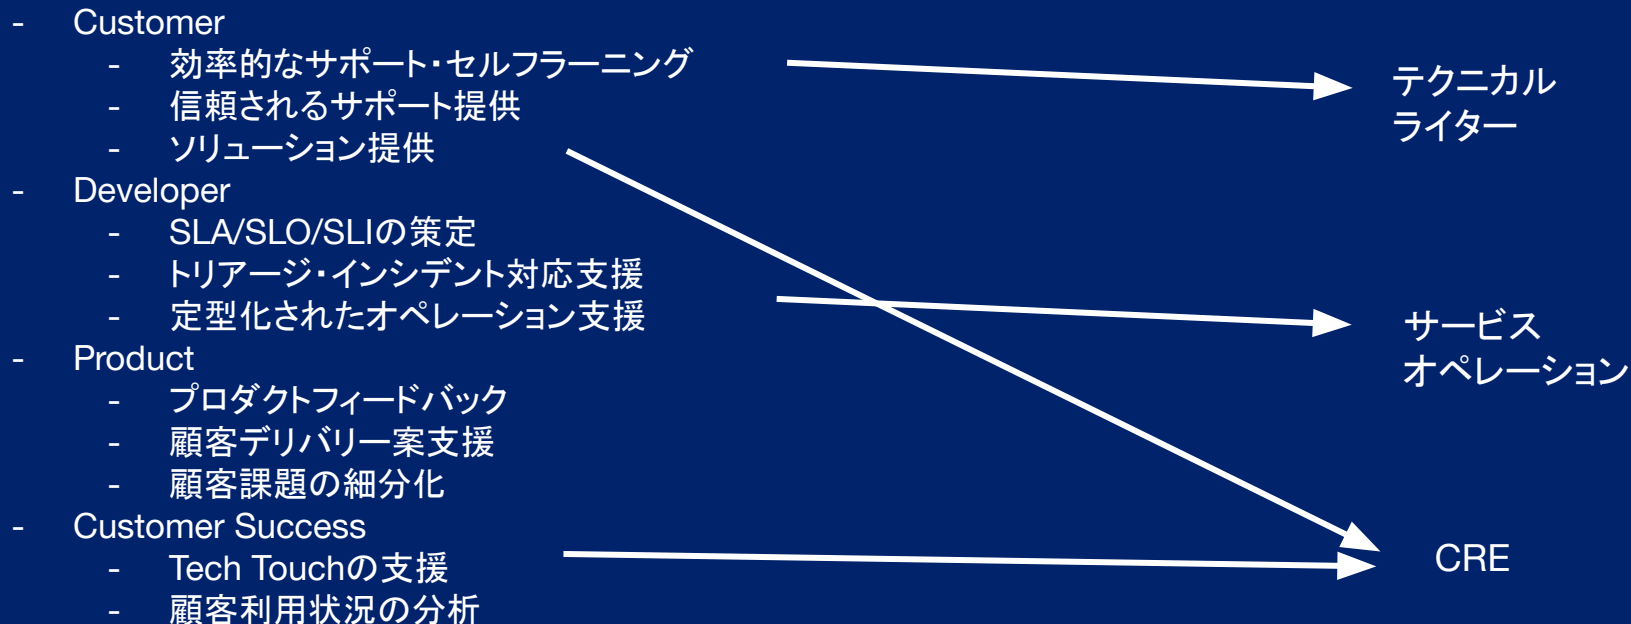 - Customer
- 効率的なサポート・セルフラーニング
- 信頼されるサポート提供
- ソリューション提供
- Developer
- SLA/SLO/SLIの策定
- トリアージ・インシデント対応支援
- 定型化されたオペレーション支援
- Product
- プロダクトフィードバック
- 顧客デリバリー案支援
- 顧客課題の細分化
- Customer Success
- Tech Touchの支援
- 顧客利用状況の分析
テクニカル
ライター
サービス
オペレーション
CRE